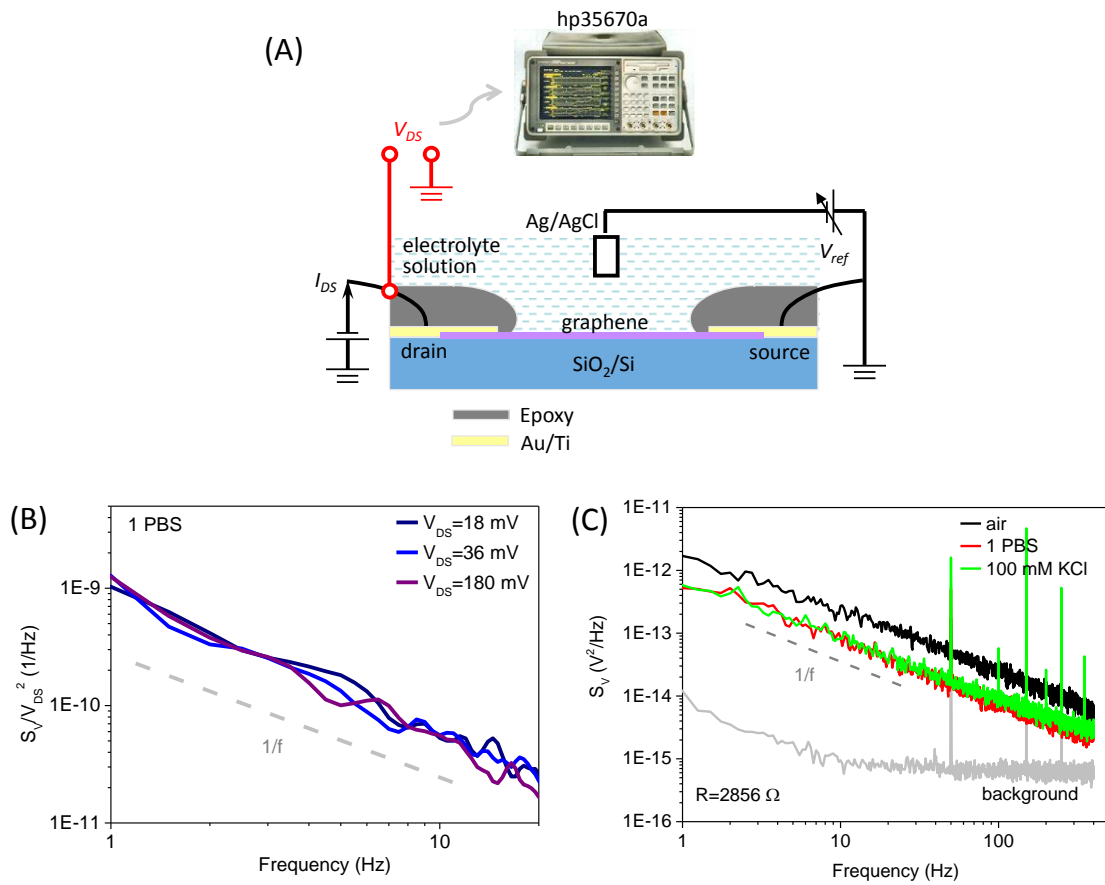 hp35670a
(A)
V_DS
Ag/AgCl
electrolyte
solution
V_ref
I_DS
graphene
drain
source
SiO₂/Si
Epoxy
Au/Ti
(B)
1 PBS
V_DS=18 mV
V_DS=36 mV
V_DS=180 mV
1E-9
1E-10
1E-11
S_V/V_DS² (1/Hz)
1/f
1
10
Frequency (Hz)
(C)
1E-11
1E-12
1E-13
1E-14
1E-15
1E-16
S_V (V²/Hz)
air
1 PBS
100 mM KCl
1/f
background
R=2856 Ω
1
10
100
Frequency (Hz)